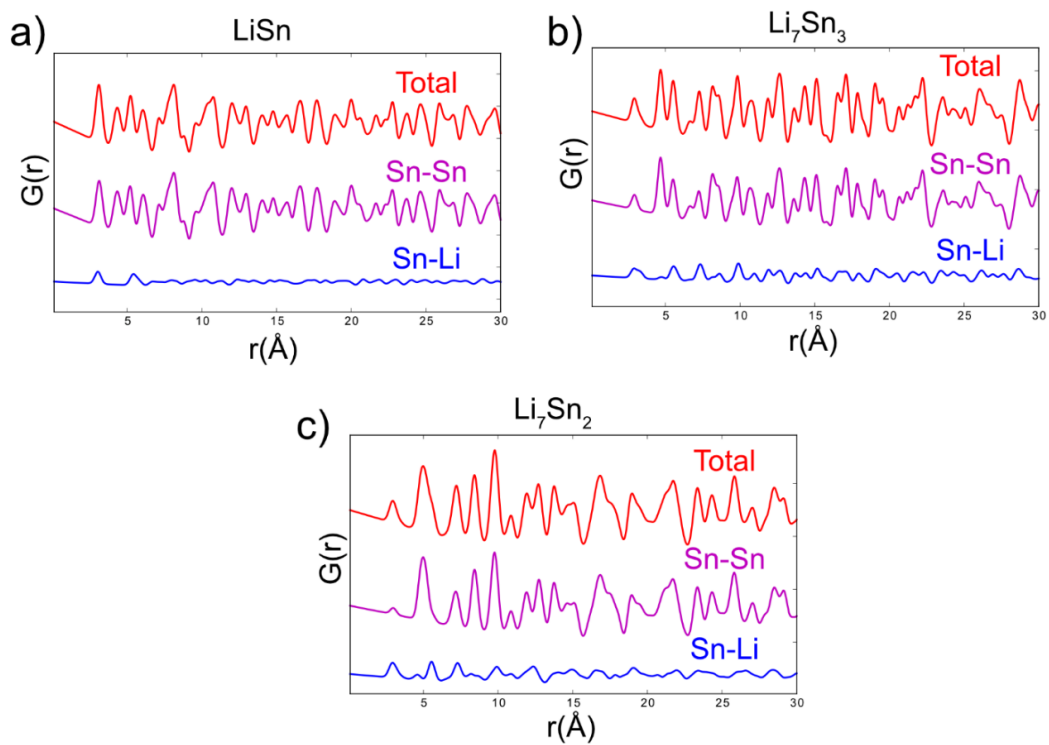 a) LiSn
Total
Sn-Sn
Sn-Li
G(r)
5 10 15 20 25 30
r(Å)
b) Li₇Sn₃
Total
Sn-Sn
Sn-Li
G(r)
5 10 15 20 25 30
r(Å)
c) Li₇Sn₂
Total
Sn-Sn
Sn-Li
G(r)
5 10 15 20 25 30
r(Å)